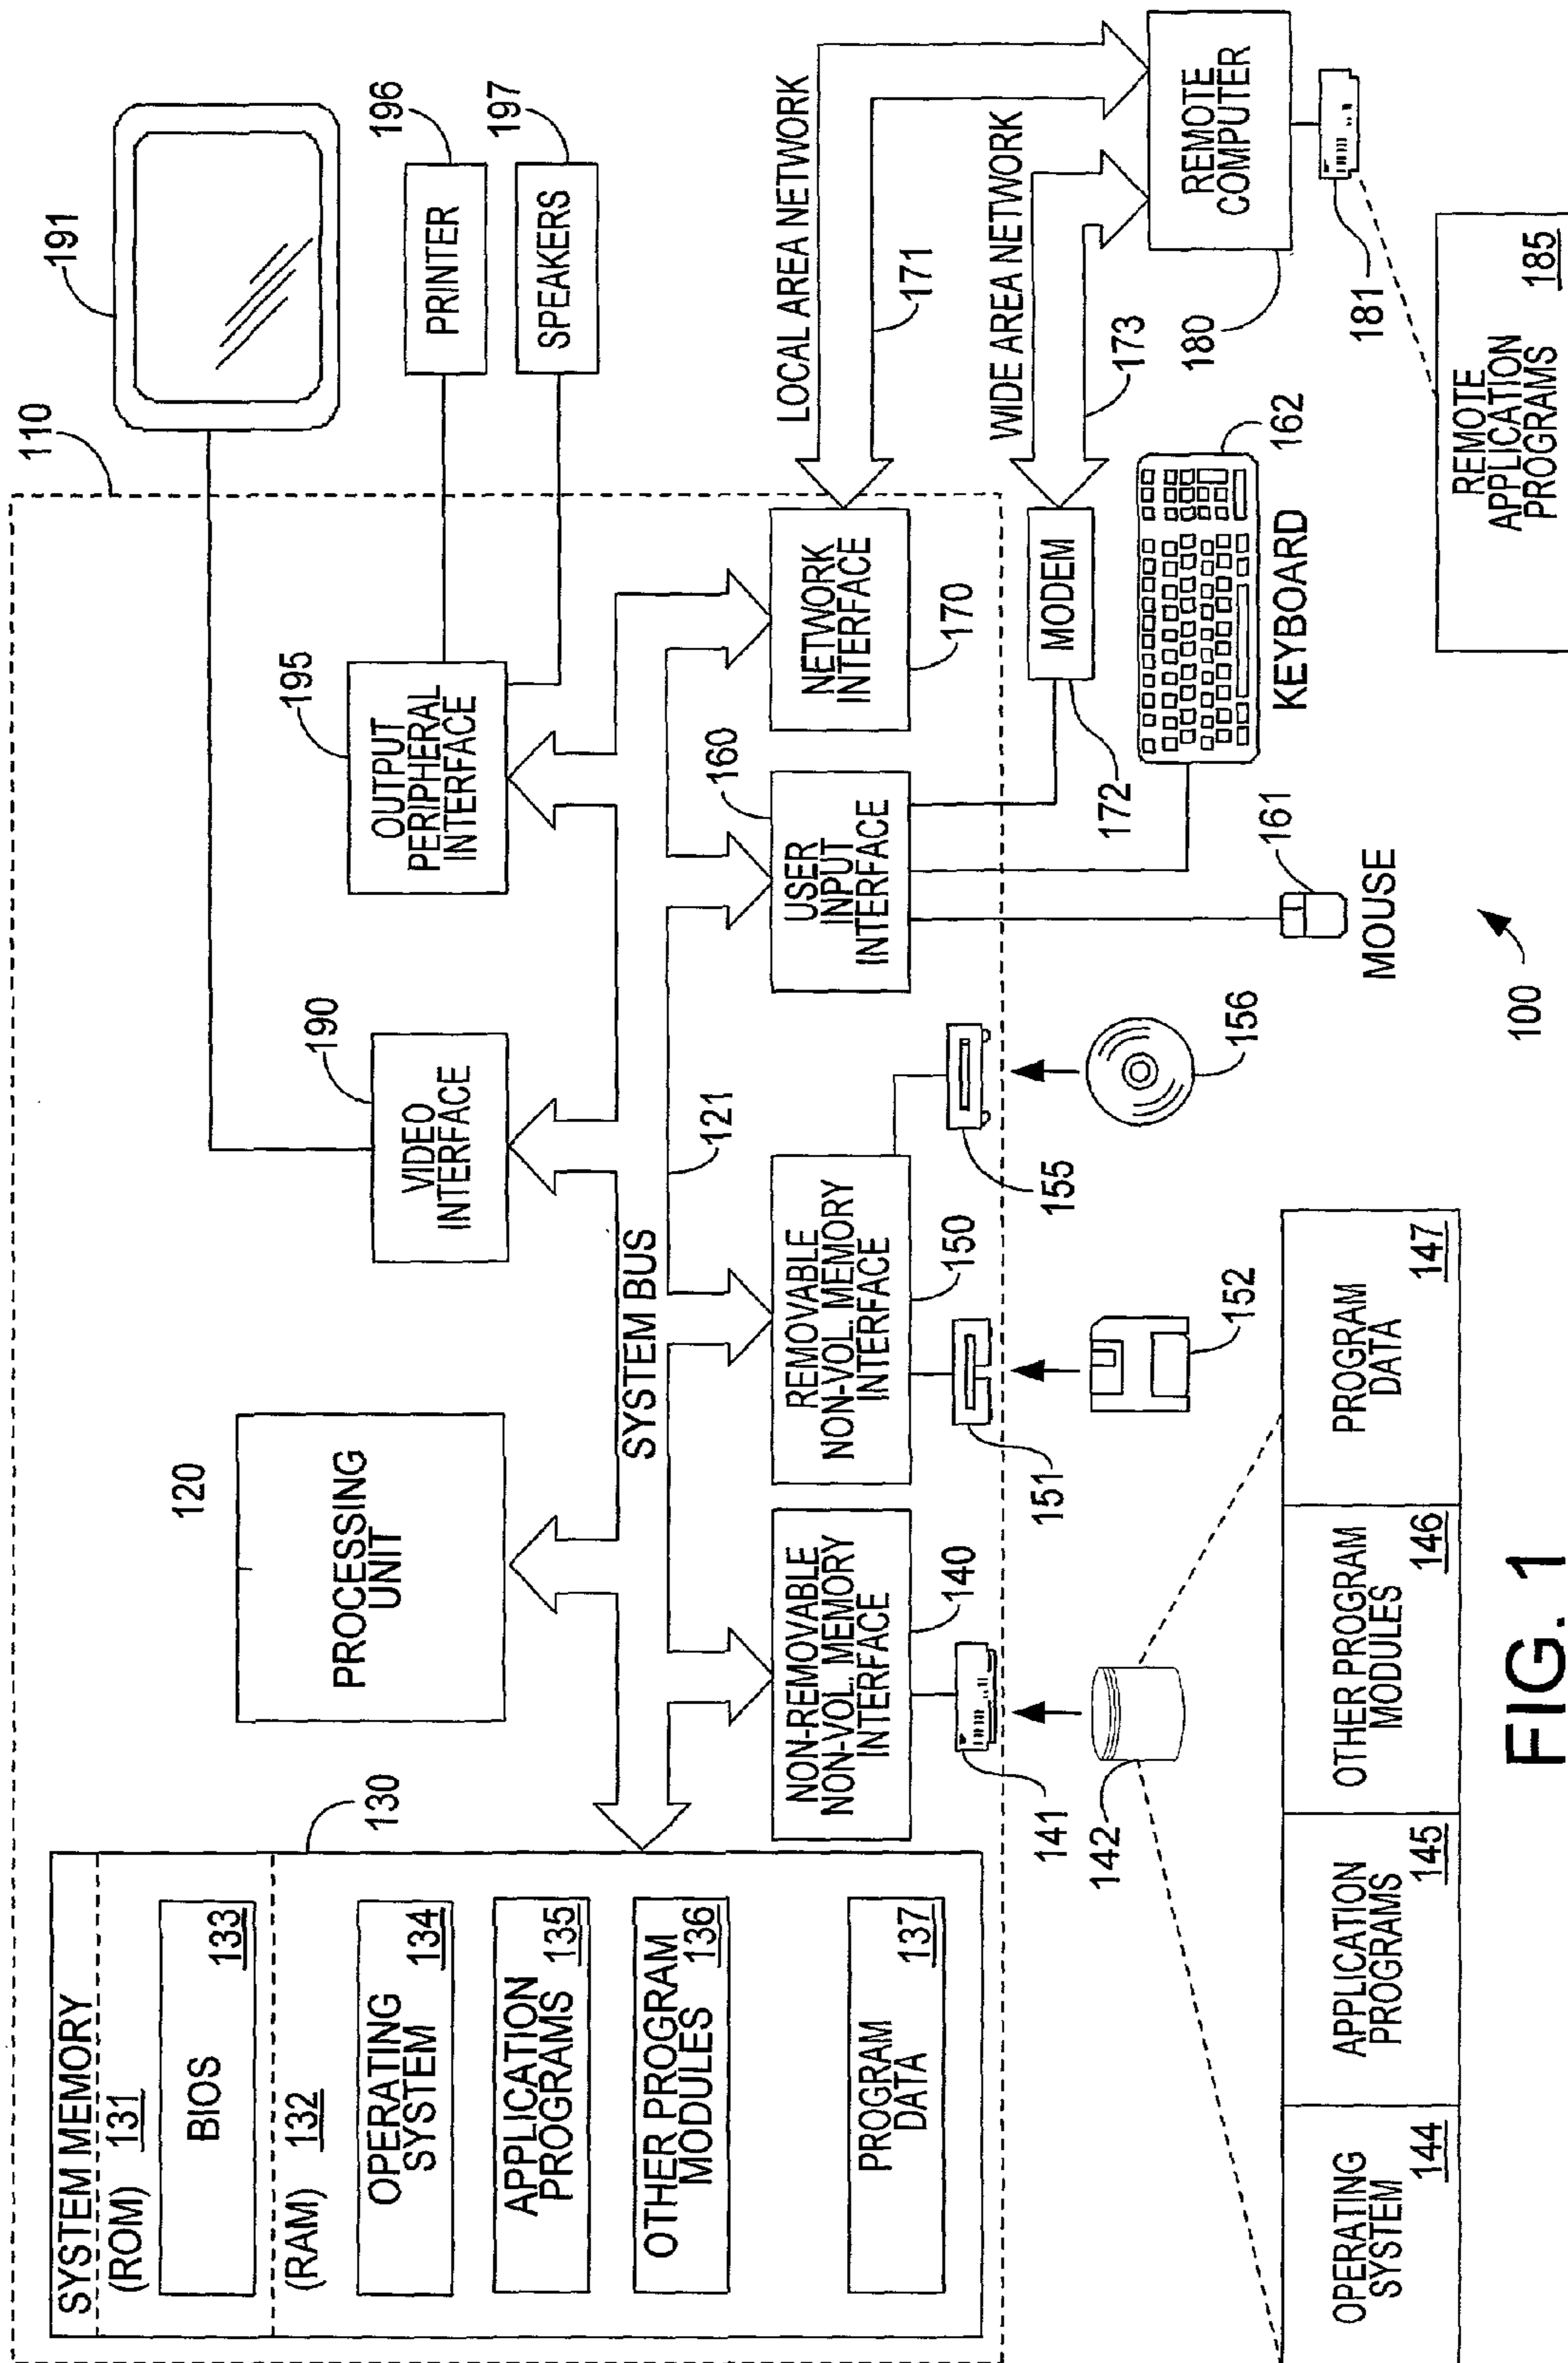 110
191
SYSTEM MEMORY
(ROM) 131
BIOS
133
(RAM) 132
OPERATING
SYSTEM
134
APPLICATION
PROGRAMS
135
OTHER PROGRAM
MODULES
136
PROGRAM
DATA
137
130
120
PROCESSING
UNIT
190
VIDEO
INTERFACE
195
OUTPUT
PERIPHERAL
INTERFACE
PRINTER
196
SPEAKERS
197
SYSTEM BUS
121
NON-REMOVABLE
NON-VOL. MEMORY
INTERFACE
140
REMOVABLE
NON-VOL. MEMORY
INTERFACE
150
USER
INPUT
INTERFACE
160
NETWORK
INTERFACE
170
LOCAL AREA NETWORK
171
WIDE AREA NETWORK
173
MODEM
172
141
142
151
152
155
156
MOUSE
161
KEYBOARD
162
REMOTE
COMPUTER
180
181
REMOTE
APPLICATION
PROGRAMS
185
OPERATING
SYSTEM
144
APPLICATION
PROGRAMS
145
OTHER PROGRAM
MODULES
146
PROGRAM
DATA
147
100
FIG. 1